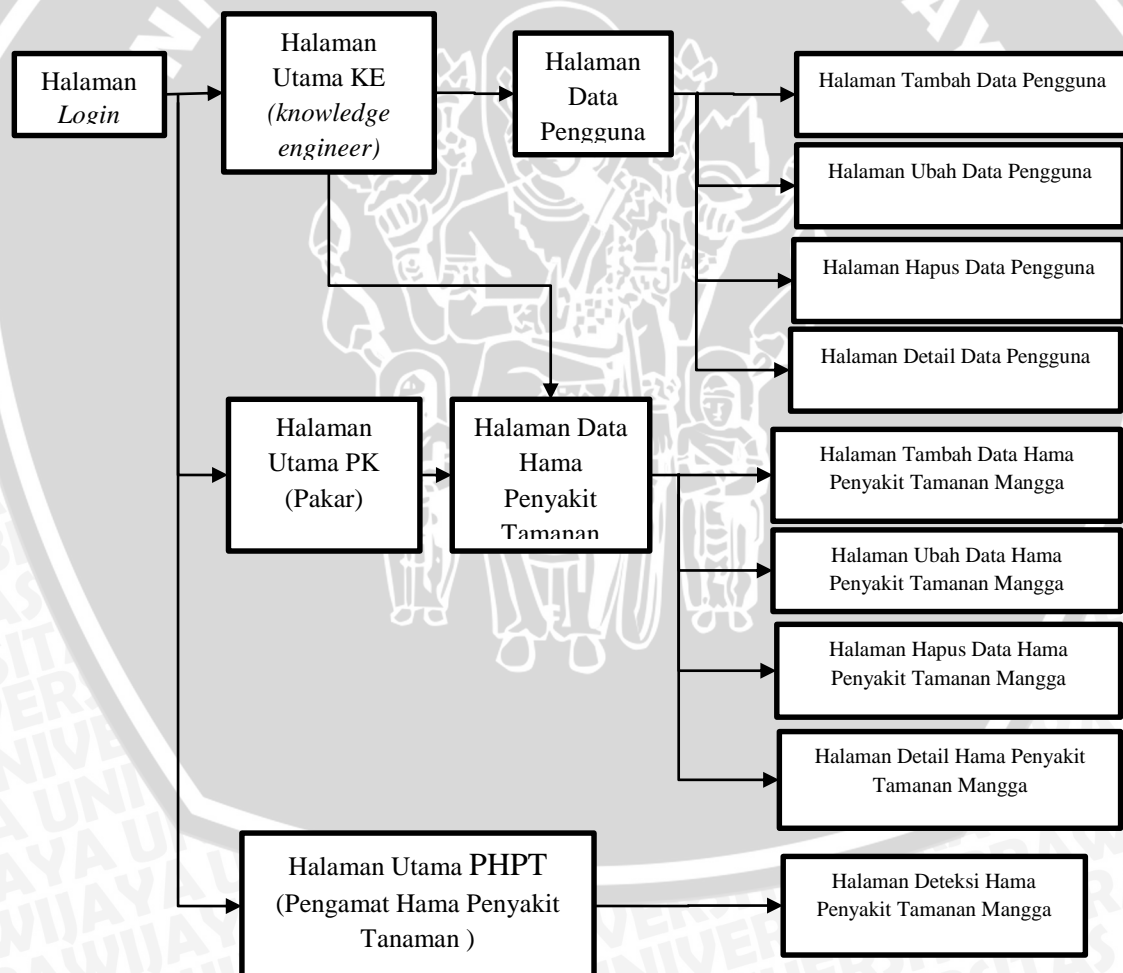 Halaman
Login
Halaman
Utama KE
(knowledge
engineer)
Halaman
Data
Pengguna
Halaman Tambah Data Pengguna
Halaman Ubah Data Pengguna
Halaman Hapus Data Pengguna
Halaman Detail Data Pengguna
Halaman
Utama PK
(Pakar)
Halaman Data
Hama
Penyakit
Tamanan
Halaman Tambah Data Hama
Penyakit Tamanan Mangga
Halaman Ubah Data Hama
Penyakit Tamanan Mangga
Halaman Hapus Data Hama
Penyakit Tamanan Mangga
Halaman Detail Hama Penyakit
Tamanan Mangga
Halaman Utama PHPT
(Pengamat Hama Penyakit
Tanaman )
Halaman Deteksi Hama
Penyakit Tamanan Mangga